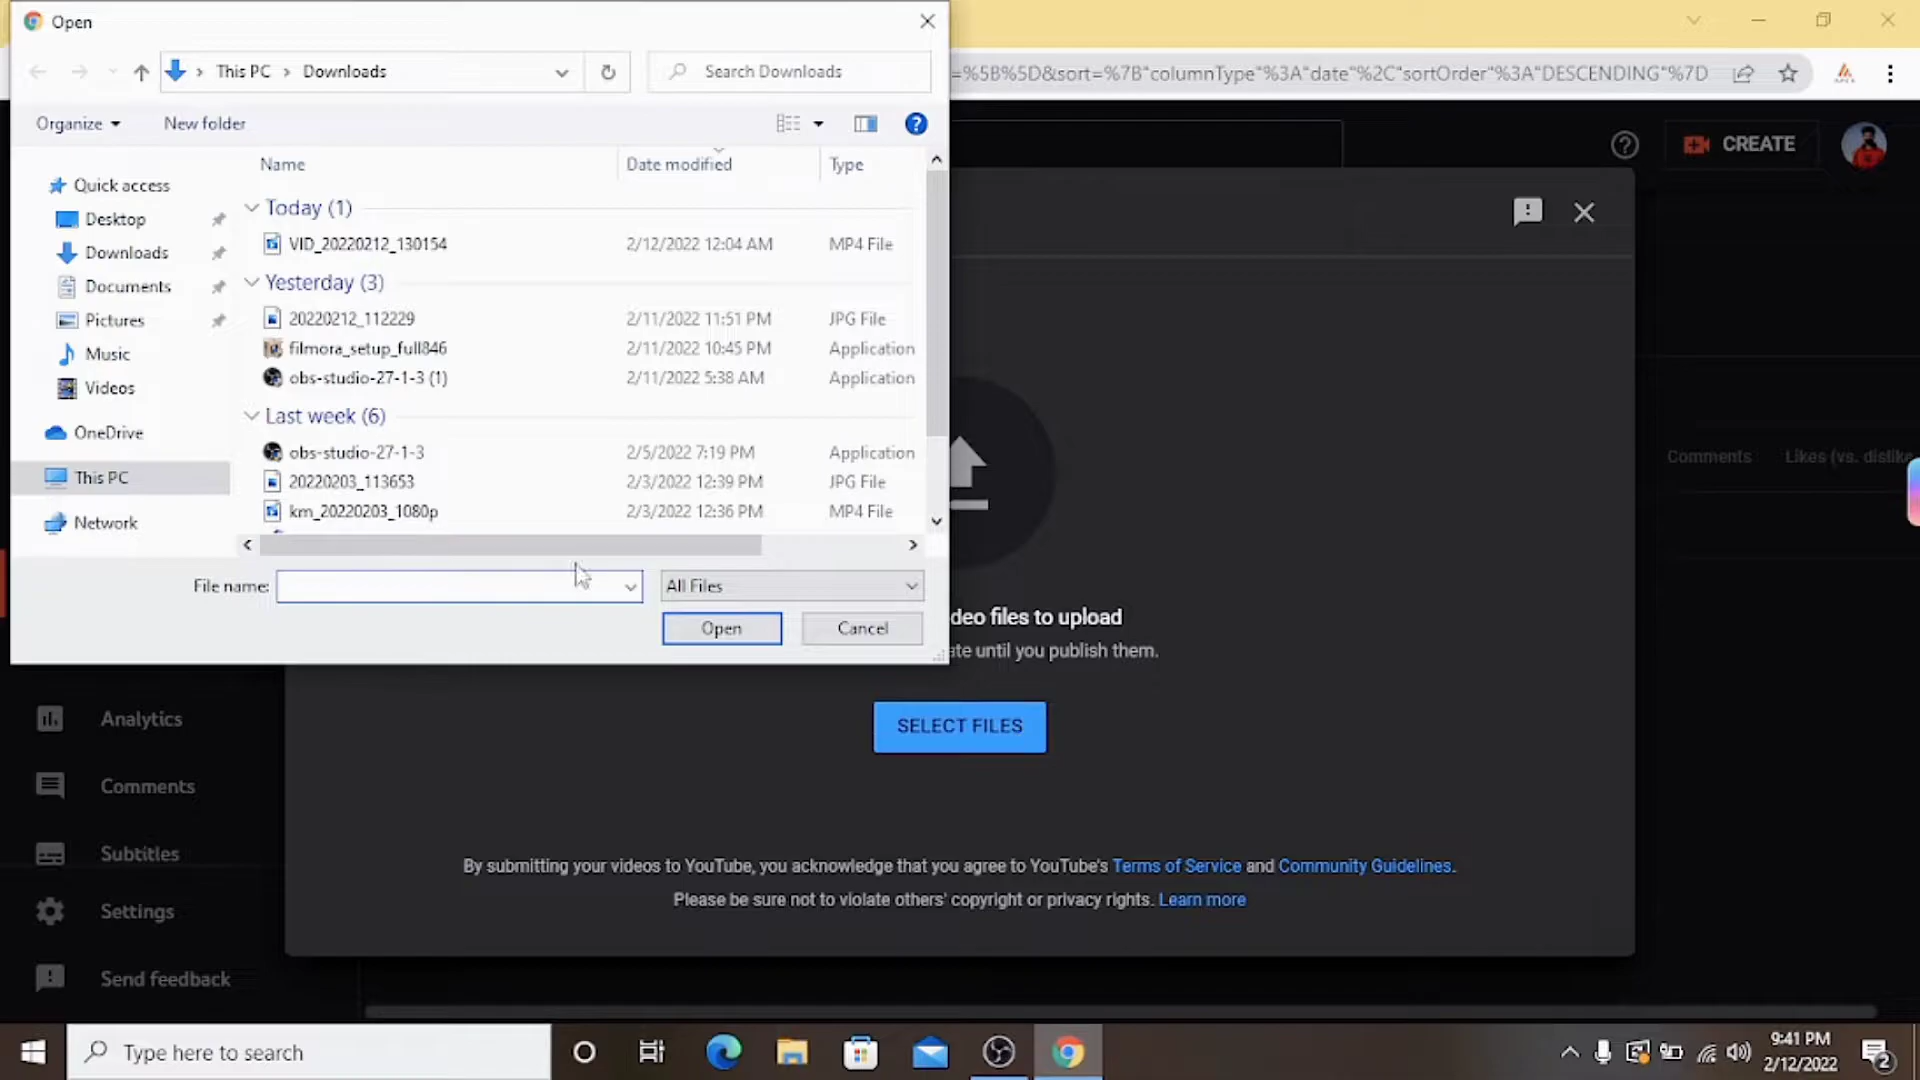 Open
This PC > Downloads
Search Downloads
=%5B%5D&sort=%7B"columnType"%3A"date"%2C"sortOrder"%3A"DESCENDING"%7D
Organize
New folder
Name
Date modified
Type
Today (1)
VID_20220212_130154 2/12/2022 12:04 AM MP4 File
Yesterday (3)
20220212_112229 2/11/2022 11:51 PM JPG File
filmora_setup_full846 2/11/2022 10:45 PM Application
obs-studio-27-1-3 (1) 2/11/2022 5:38 AM Application
Last week (6)
obs-studio-27-1-3 2/5/2022 7:19 PM Application
20220203_113653 2/3/2022 12:39 PM JPG File
km_20220203_1080p 2/3/2022 12:36 PM MP4 File
Quick access
Desktop
Downloads
Documents
Pictures
Music
Videos
OneDrive
This PC
Network
File name:
All Files
Open
Cancel
CREATE
Comments
Likes (vs. dislike
deo files to upload
ate until you publish them.
SELECT FILES
By submitting your videos to YouTube, you acknowledge that you agree to YouTube's Terms of Service and Community Guidelines.
Please be sure not to violate others' copyright or privacy rights. Learn more
Analytics
Comments
Subtitles
Settings
Send feedback
Type here to search
9:41 PM
2/12/2022
2